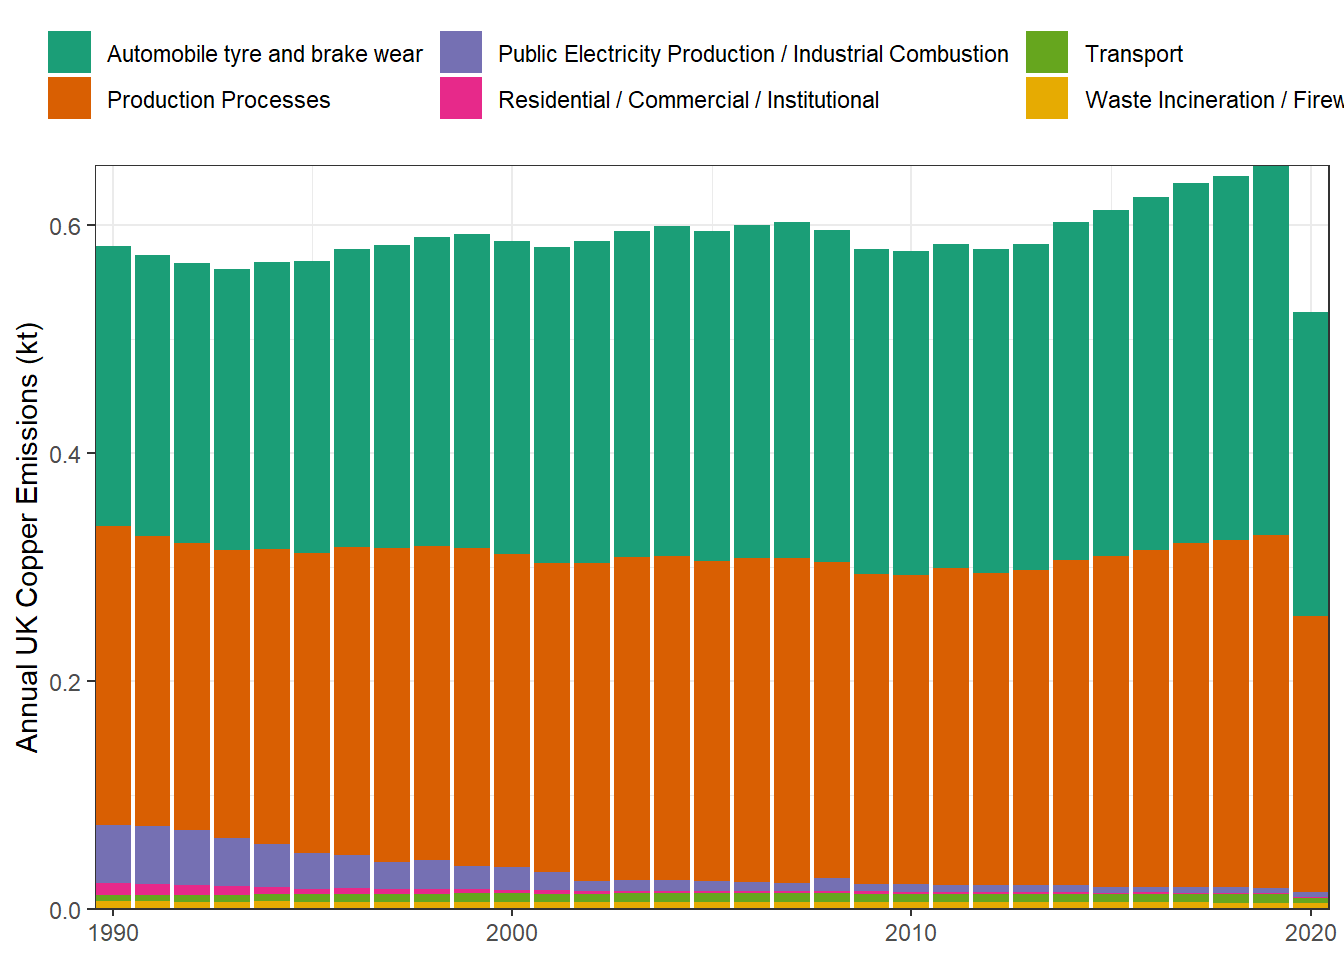 Automobile tyre and brake wear
Public Electricity Production / Industrial Combustion
Transport
Production Processes
Residential / Commercial / Institutional
Waste Incineration / Firew
Annual UK Copper Emissions (kt)
0.6
0.4
0.2
0.0
1990
2000
2010
2020